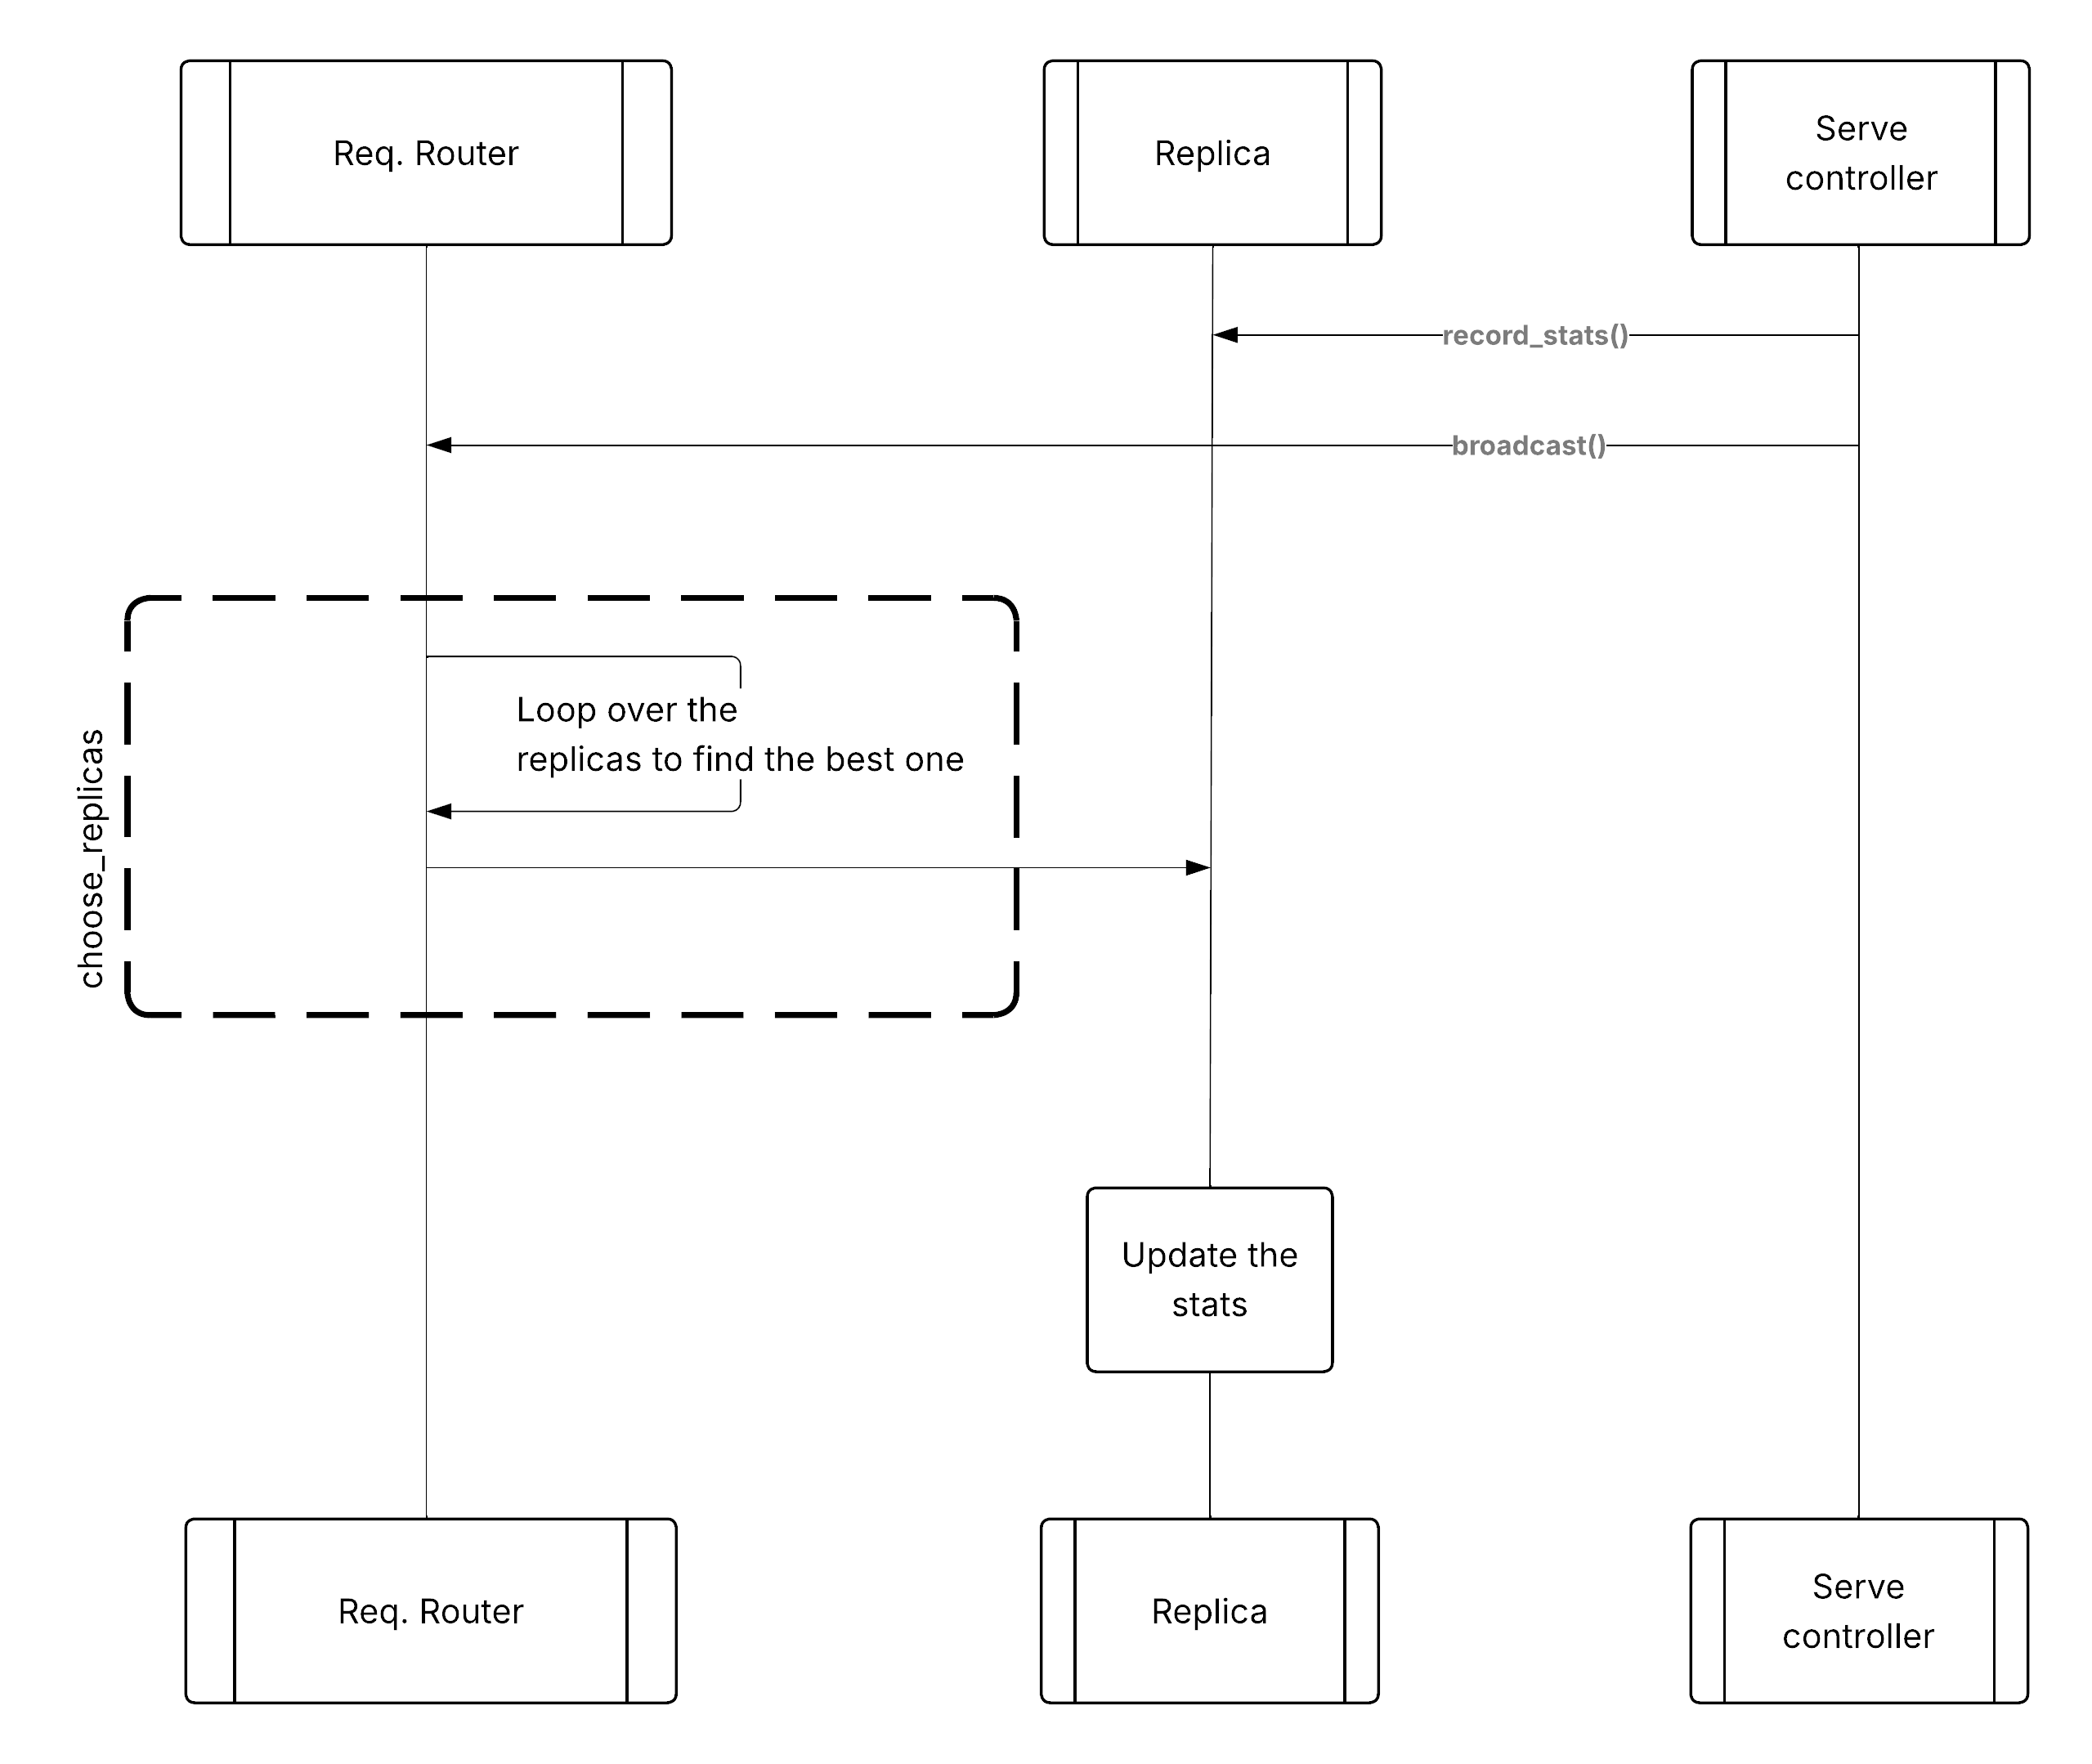 Req. Router
Replica
Serve
controller
record_stats()
broadcast()
choose_replicas
Loop over the
replicas to find the best one
Update the
stats
Req. Router
Replica
Serve
controller